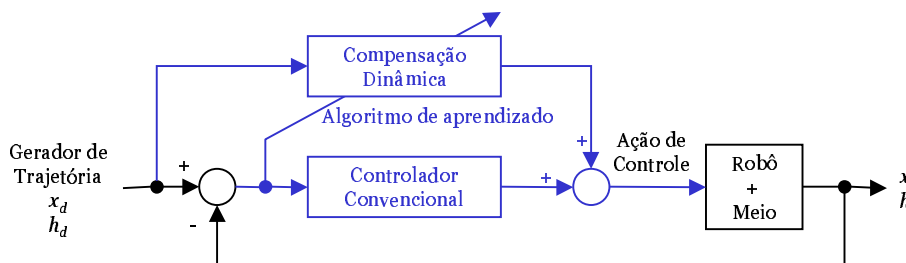 Compensação
Dinâmica
Algoritmo de aprendizado
Gerador de
Trajetória
x_d
h_d
+
-
Controlador
Convencional
+
+
Ação de
Controle
Robô
+
Meio